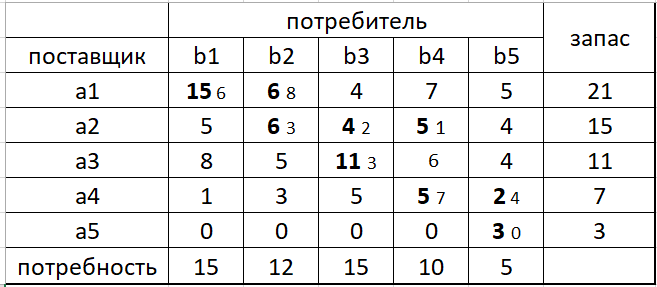 потребитель запас
поставщик b1 b2 b3 b4 b5
a1 15 6 6 8 4 7 5 21
a2 5 6 3 4 2 5 1 4 15
a3 8 5 11 3 6 4 11
a4 1 3 5 5 7 2 4 7
a5 0 0 0 0 3 0 3
потребность 15 12 15 10 5